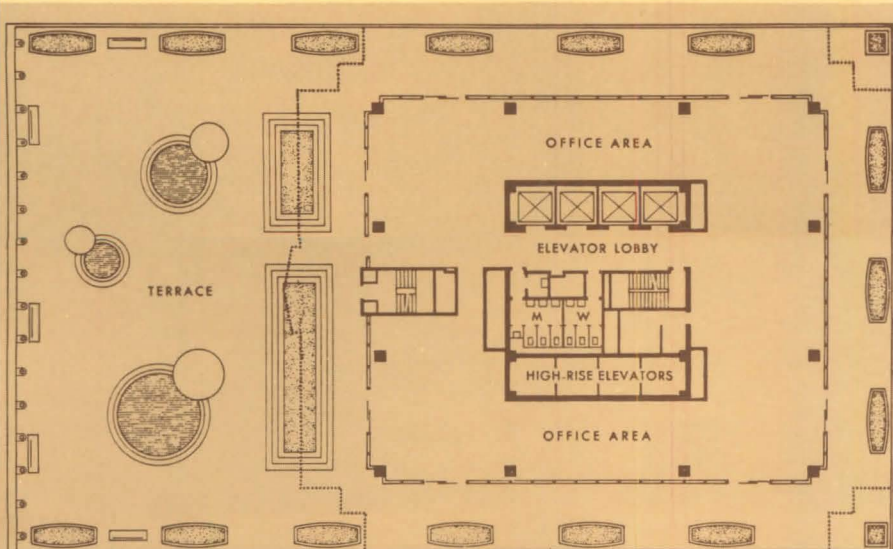 OFFICE AREA
ELEVATOR LOBBY
TERRACE
M W
HIGH-RISE ELEVATORS
OFFICE AREA